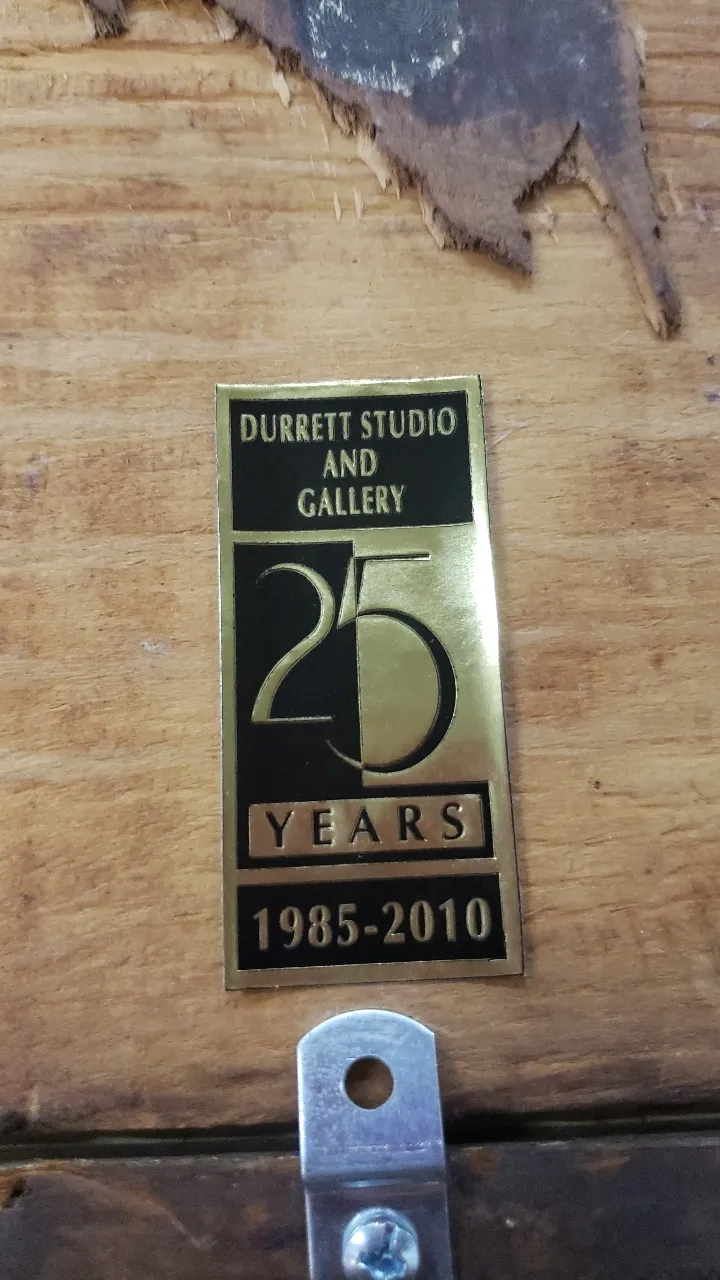 DURRETT STUDIO
AND
GALLERY
25
YEARS
1985-2010